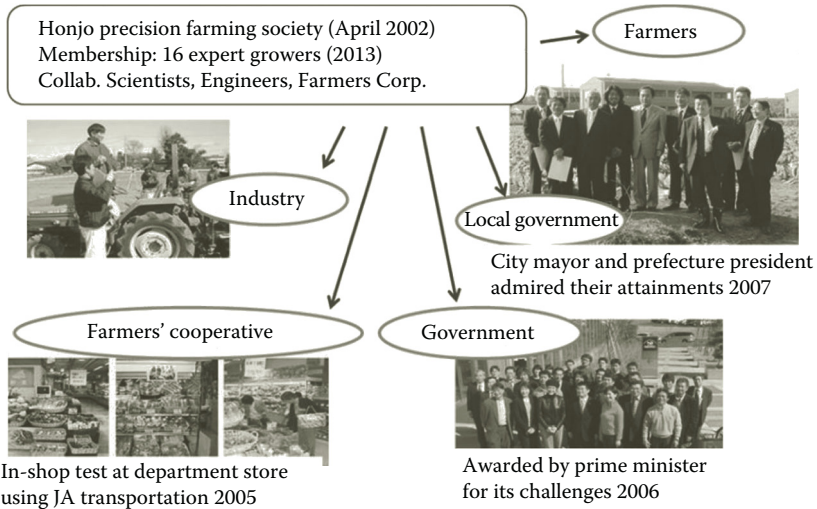 Honjo precision farming society (April 2002)
Membership: 16 expert growers (2013)
Collab. Scientists, Engineers, Farmers Corp.
Farmers
Industry
Local government
City mayor and prefecture president
admired their attainments 2007
Farmers’ cooperative
Government
In-shop test at department store
using JA transportation 2005
Awarded by prime minister
for its challenges 2006